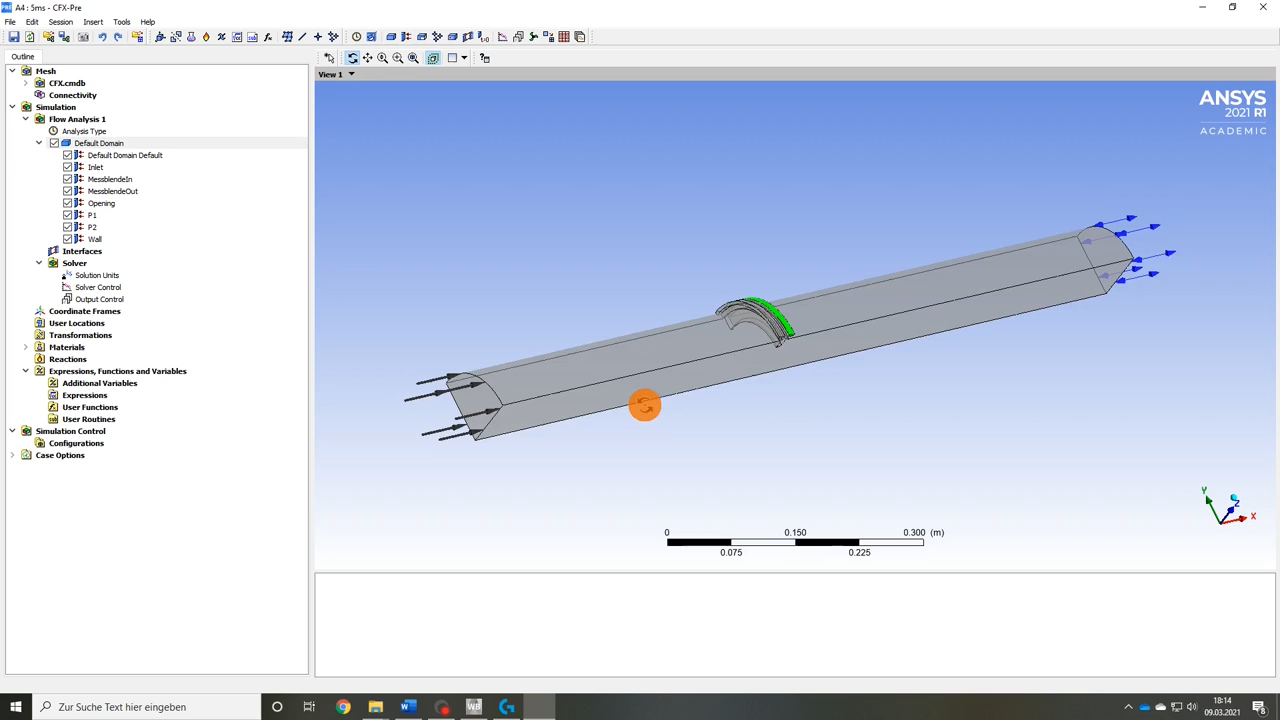 A4 : 5ms - CFX-Pre
File Edit Session Insert Tools Help
Outline
Mesh
CFX.cmdb
Connectivity
Simulation
Flow Analysis 1
Analysis Type
Default Domain
Default Domain Default
Inlet
MessblendeIn
MessblendeOut
Opening
P1
P2
Wall
Interfaces
Solver
Solution Units
Solver Control
Output Control
Coordinate Frames
User Locations
Transformations
Materials
Reactions
Expressions, Functions and Variables
Additional Variables
Expressions
User Functions
User Routines
Simulation Control
Configurations
Case Options
View 1
ANSYS
2021 R1
ACADEMIC
Y
Z
X
0 0.150 0.300 (m)
0.075 0.225
Zur Suche Text hier eingeben
18:14
09.03.2021